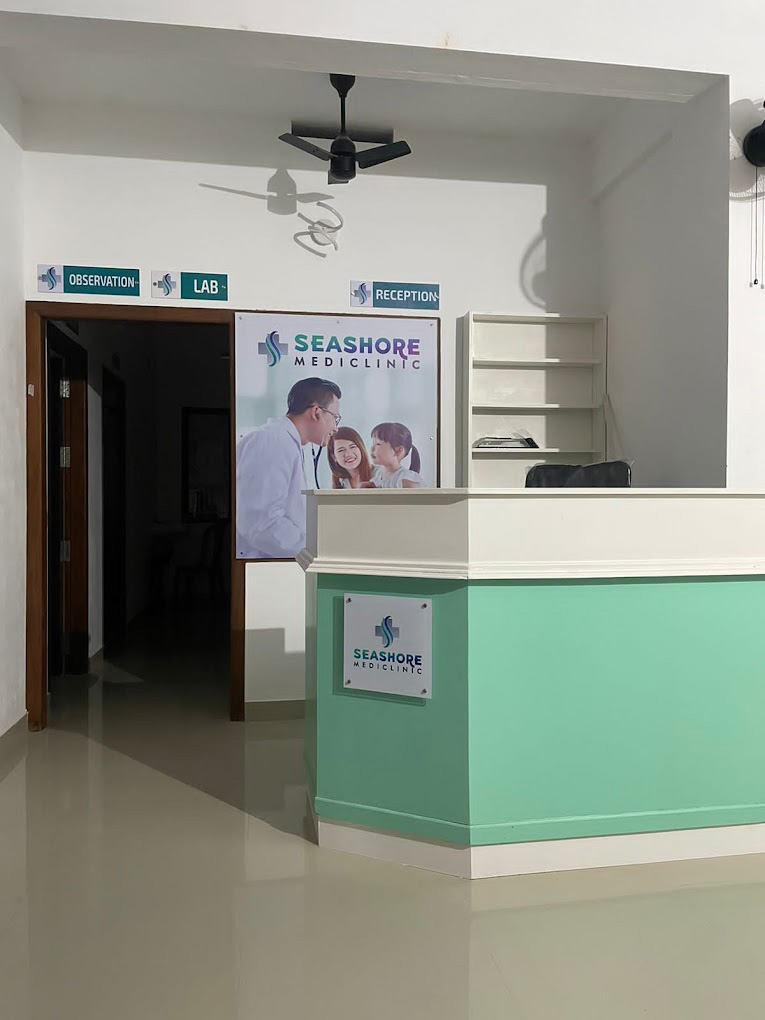 OBSERVATION
LAB
RECEPTION
SEASHORE
MEDICLINIC
SEASHORE
MEDICLINIC